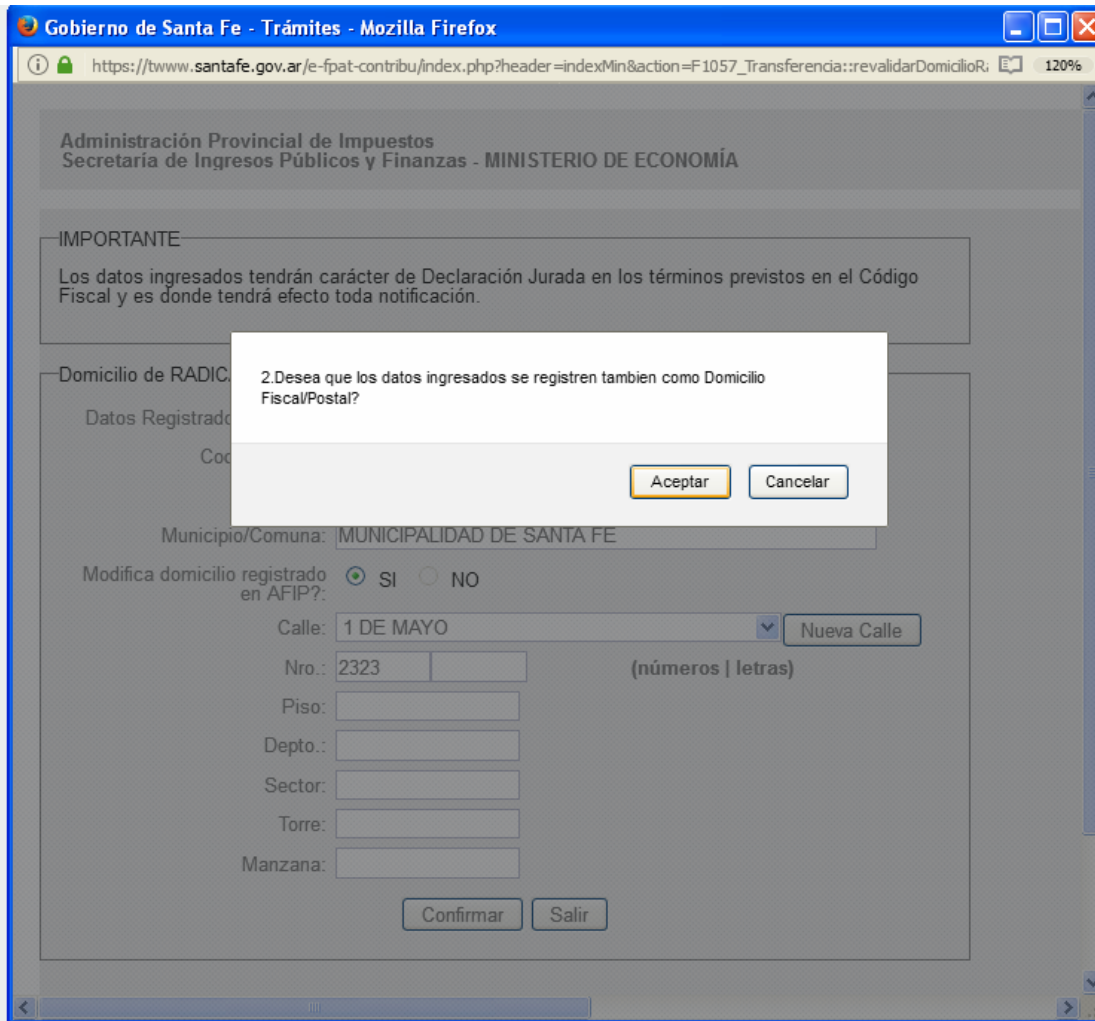 Gobierno de Santa Fe - Trámites - Mozilla Firefox
https://twww.santafe.gov.ar/e-fpat-contribu/index.php?header=indexMin&action=F1057_Transferencia::revalidarDomicilioRa 120%
Administración Provincial de Impuestos
Secretaría de Ingresos Públicos y Finanzas - MINISTERIO DE ECONOMÍA
IMPORTANTE
Los datos ingresados tendrán carácter de Declaración Jurada en los términos previstos en el Código
Fiscal y es donde tendrá efecto toda notificación.
Domicilio de RADIC
2.Desea que los datos ingresados se registren tambien como Domicilio
Fiscal/Postal?
Datos Registrado
Cod
Aceptar Cancelar
Municipio/Comuna: MUNICIPALIDAD DE SANTA FE
Modifica domicilio registrado
en AFIP?: SI NO
Calle: 1 DE MAYO Nueva Calle
Nro.: 2323 (números | letras)
Piso:
Depto.:
Sector:
Torre:
Manzana:
Confirmar Salir